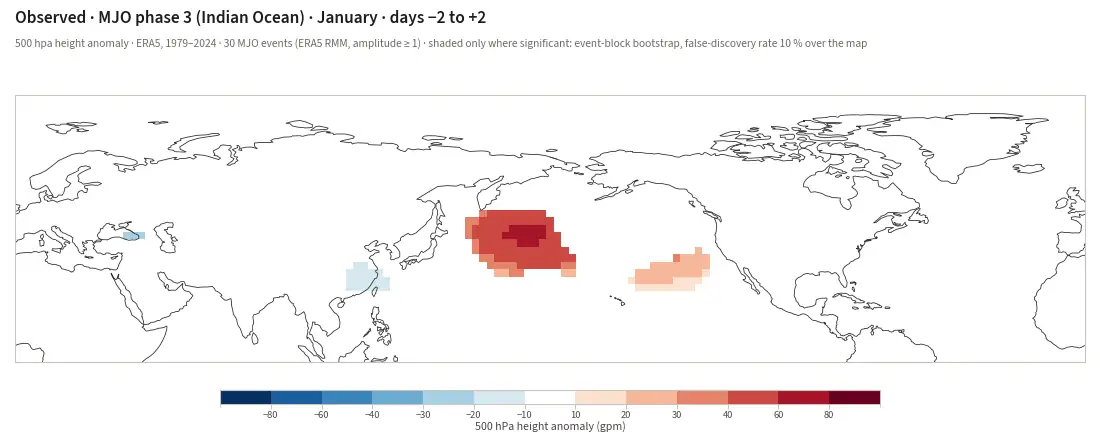 Observed · MJO phase 3 (Indian Ocean) · January · days −2 to +2
500 hpa height anomaly · ERA5, 1979–2024 · 30 MJO events (ERA5 RMM, amplitude ≥ 1) · shaded only where significant: event-block bootstrap, false-discovery rate 10 % over the map
−80 −60 −40 −30 −20 −10 10 20 30 40 60 80
500 hPa height anomaly (gpm)